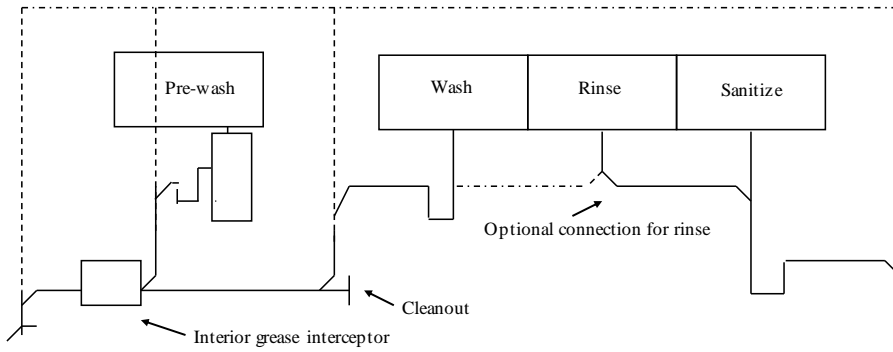 Pre-wash
Wash
Rinse
Sanitize
Optional connection for rinse
Cleanout
Interior grease interceptor